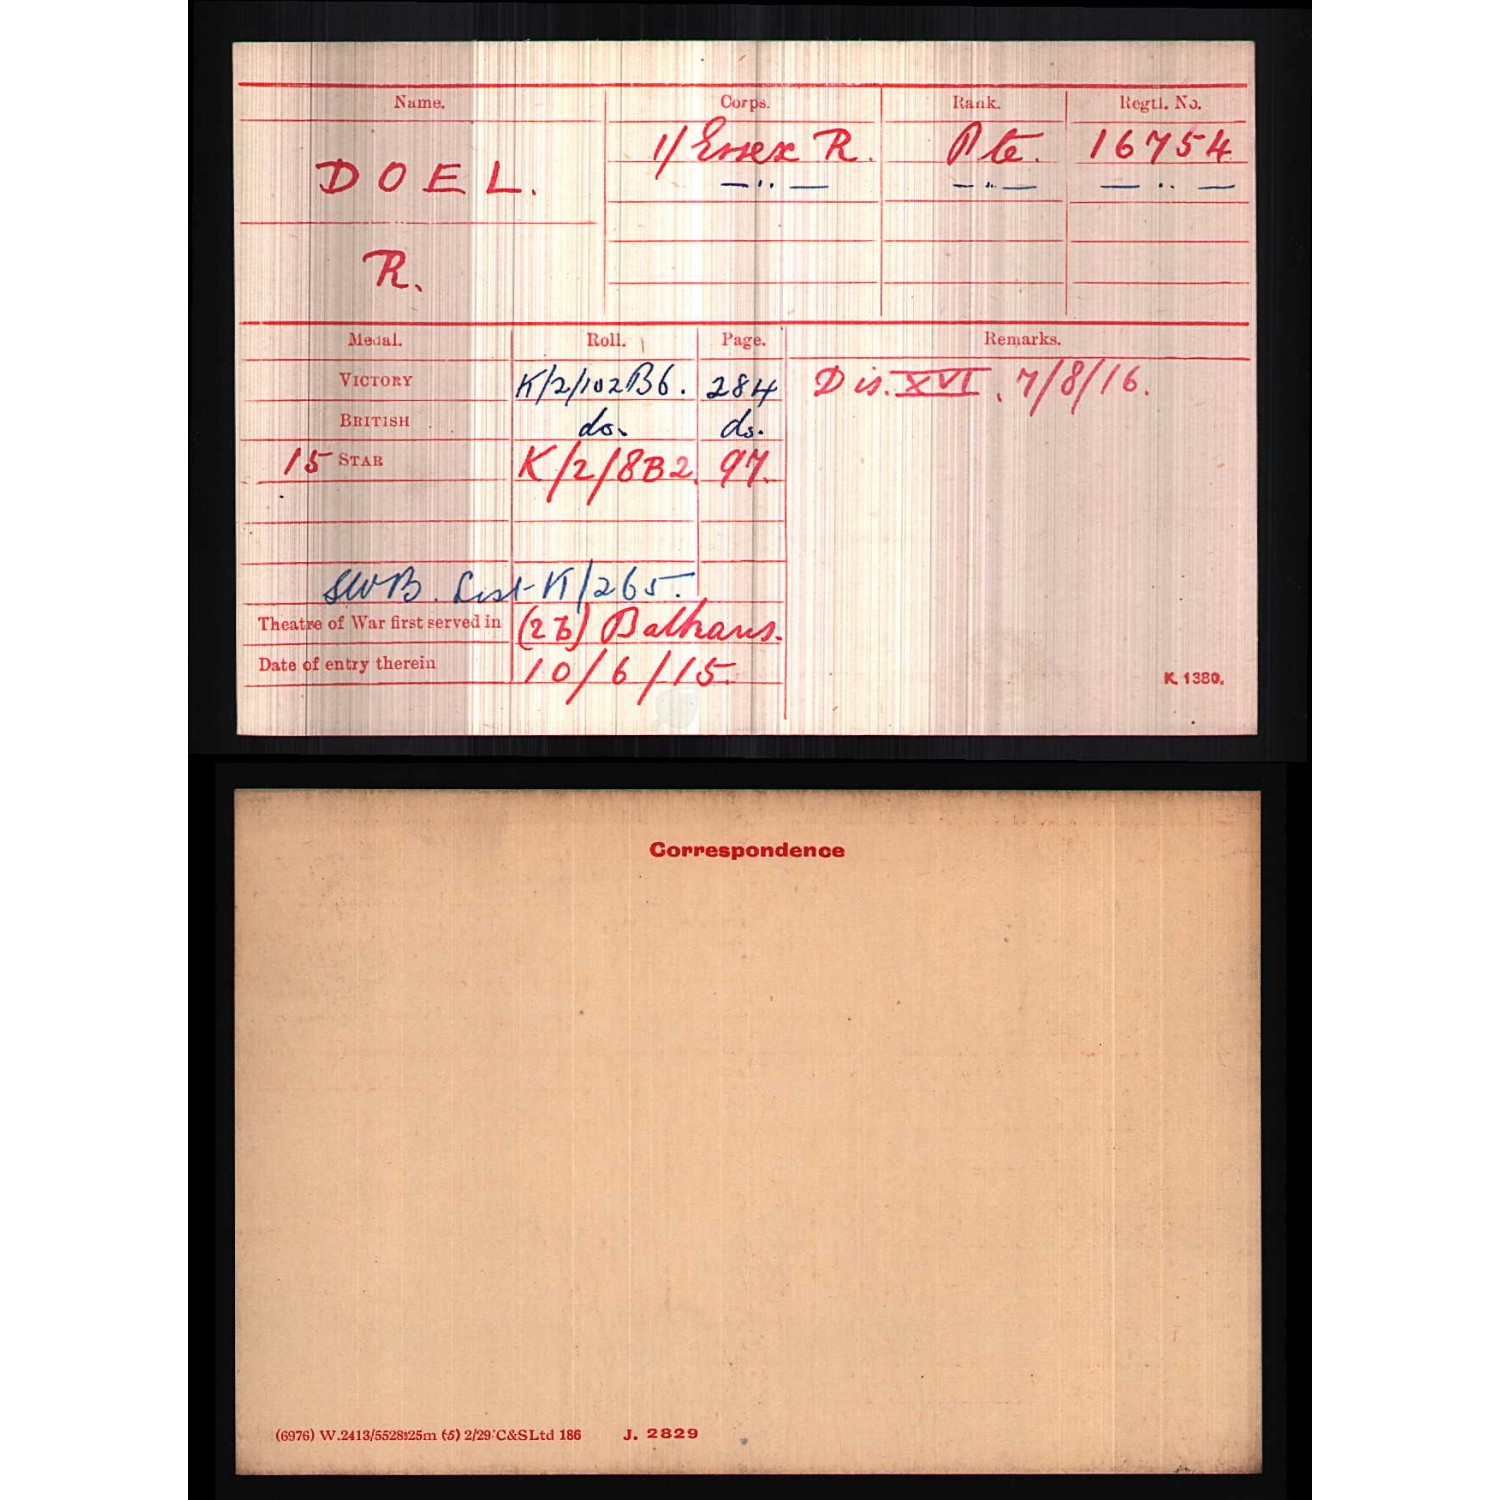 Name. Corps. Rank. Regtl. No.
1/ Essex R. Pte. 16754
DOEL. — " — — " — — " —
R.
Medal. Roll. Page. Remarks.
VICTORY K/2/102B6. 284 Dis. XVI. 7/8/16.
BRITISH do. do.
15 STAR K/2/8B2 97.
SWB. List K/265.
Theatre of War first served in (2b) Balkans.
Date of entry therein 10/6/15.
K. 1380.
Correspondence
(6976) W.2413/5528 125m (5) 2/29 C&SLtd 186 J. 2829